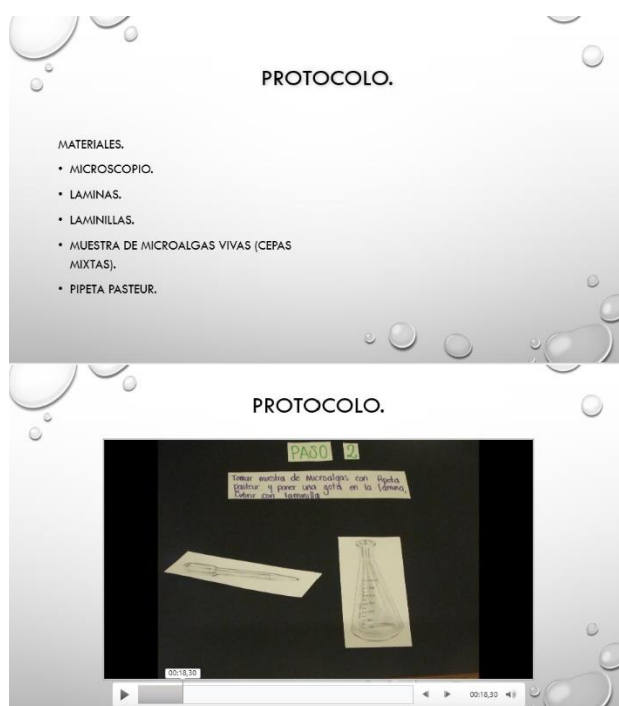 PROTOCOLO.
MATERIALES.
• MICROSCOPIO.
• LAMINAS.
• LAMINILLAS.
• MUESTRA DE MICROALGAS VIVAS (CEPAS
MIXTAS).
• PIPETA PASTEUR.
PROTOCOLO.
PASO 2
Tomar muestra de Microalgas con Pipeta
pasteur y poner una gota en la lamina,
cubrir con laminilla
00:18,30
00:18,30